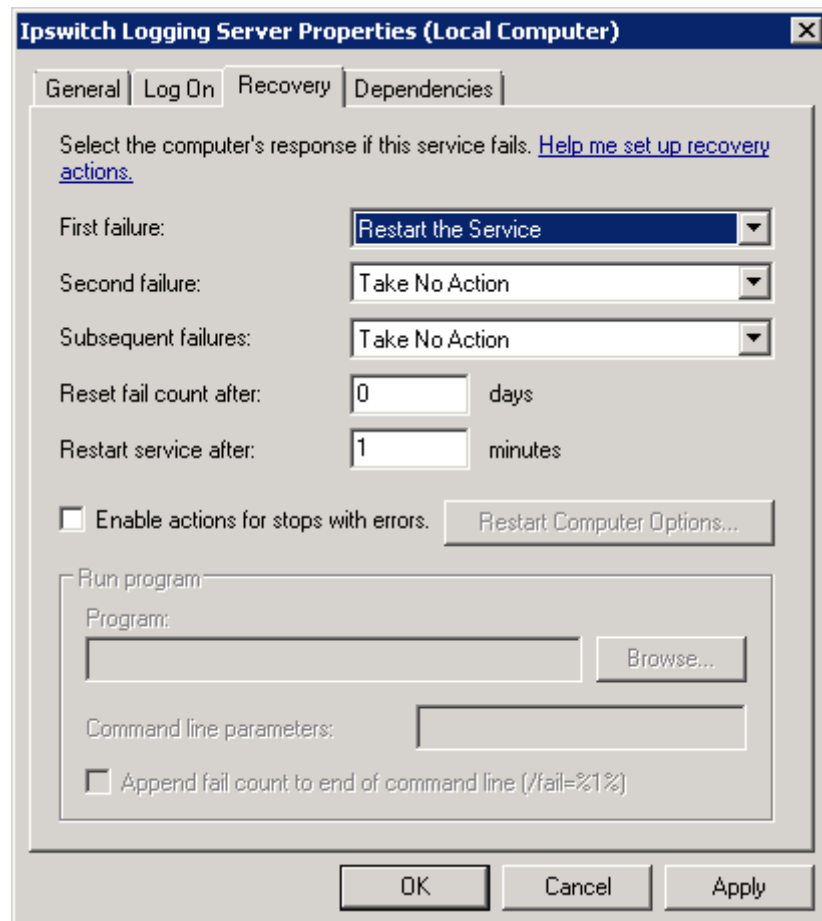 Ipswitch Logging Server Properties (Local Computer)
General Log On Recovery Dependencies
Select the computer's response if this service fails. Help me set up recovery
actions.
First failure: Restart the Service
Second failure: Take No Action
Subsequent failures: Take No Action
Reset fail count after: 0 days
Restart service after: 1 minutes
Enable actions for stops with errors. Restart Computer Options...
Run program
Program:
Browse...
Command line parameters:
Append fail count to end of command line (/fail=%1%)
OK Cancel Apply